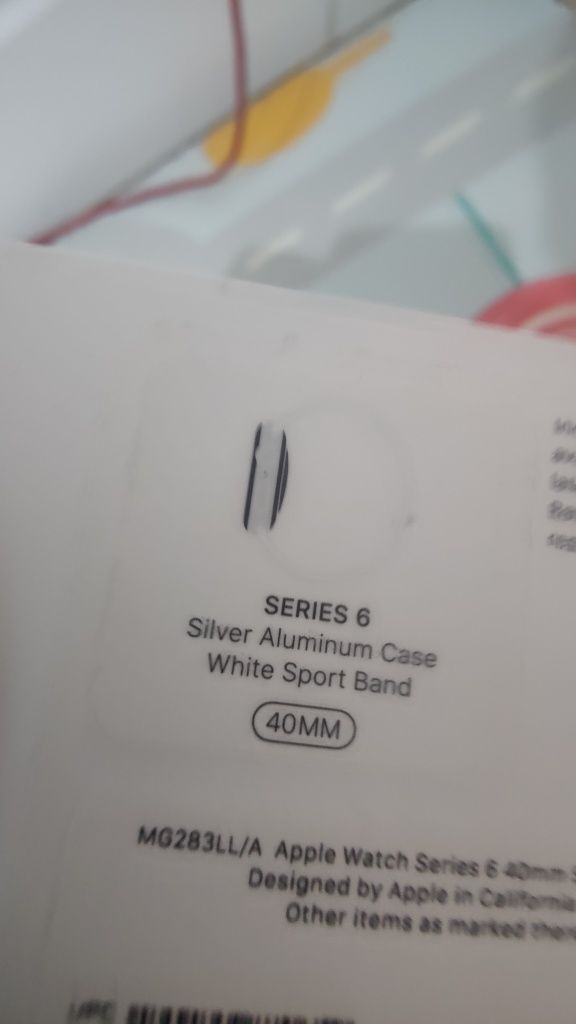 SERIES 6
Silver Aluminum Case
White Sport Band
40MM
MG283LL/A Apple Watch Series 6 40mm
Designed by Apple in California
Other items as marked
UPC